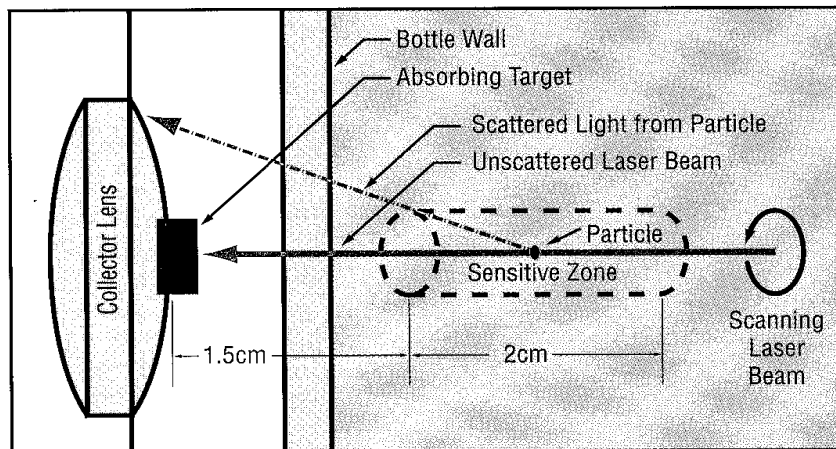 Bottle Wall
Absorbing Target
Scattered Light from Particle
Unscattered Laser Beam
Collector Lens
Particle
Sensitive Zone
1.5cm
2cm
Scanning
Laser
Beam